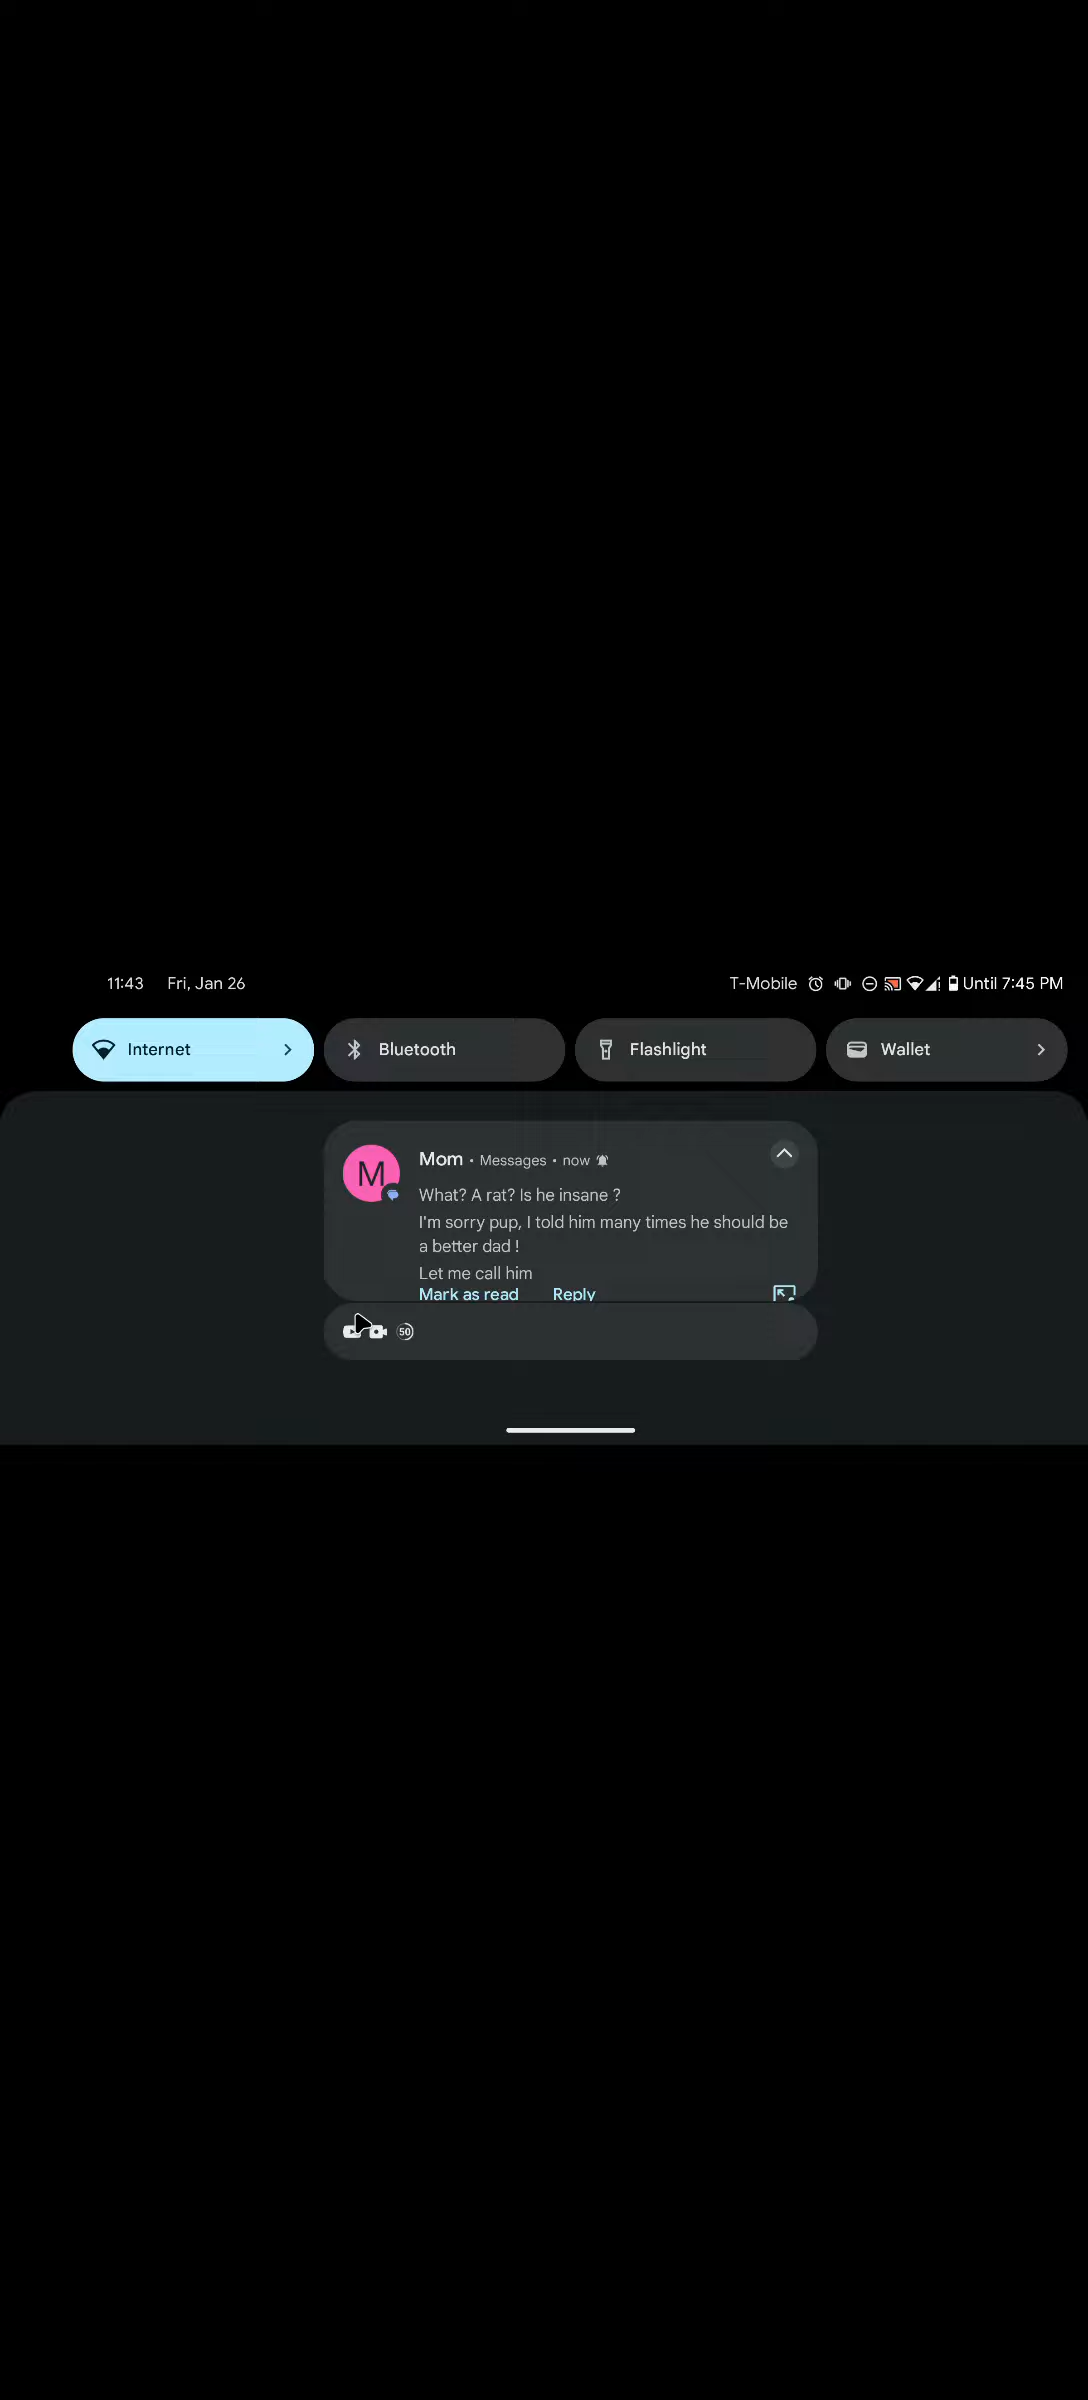 11:43 Fri, Jan 26 T-Mobile Until 7:45 PM
Internet Bluetooth Flashlight Wallet
M Mom • Messages • now
What? A rat? Is he insane ?
I'm sorry pup, I told him many times he should be
a better dad !
Let me call him
Mark as read Reply
50